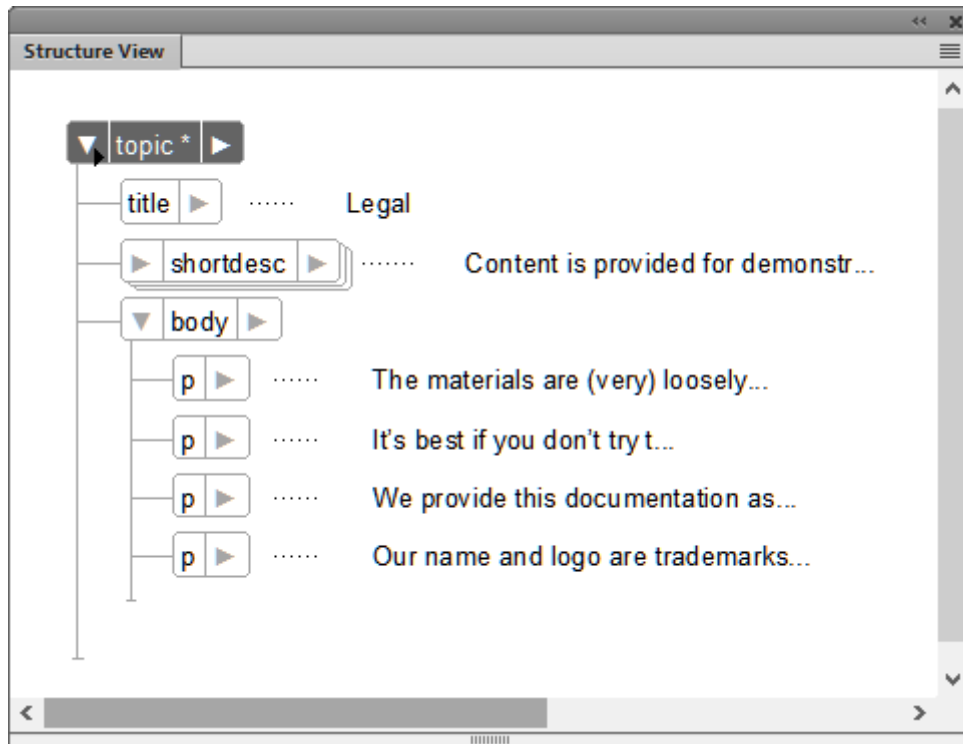 Structure View
topic *
title ...... Legal
shortdesc ....... Content is provided for demonstr...
body
p ...... The materials are (very) loosely...
p ...... It's best if you don't try t...
p ...... We provide this documentation as...
p ...... Our name and logo are trademarks...